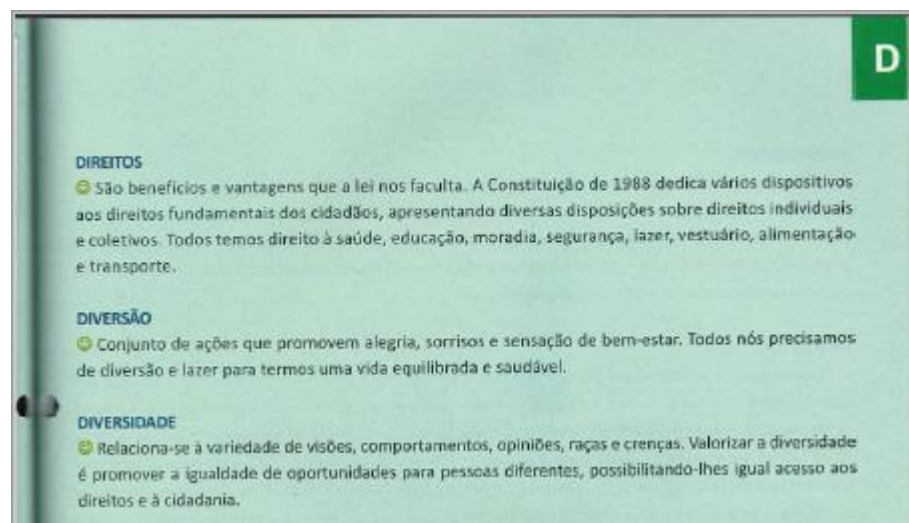 D
DIREITOS
São benefícios e vantagens que a lei nos faculta. A Constituição de 1988 dedica vários dispositivos
aos direitos fundamentais dos cidadãos, apresentando diversas disposições sobre direitos individuais
e coletivos. Todos temos direito à saúde, educação, moradia, segurança, lazer, vestuário, alimentação
e transporte.
DIVERSÃO
Conjunto de ações que promovem alegria, sorrisos e sensação de bem-estar. Todos nós precisamos
de diversão e lazer para termos uma vida equilibrada e saudável.
DIVERSIDADE
Relaciona-se à variedade de visões, comportamentos, opiniões, raças e crenças. Valorizar a diversidade
é promover a igualdade de oportunidades para pessoas diferentes, possibilitando-lhes igual acesso aos
direitos e à cidadania.